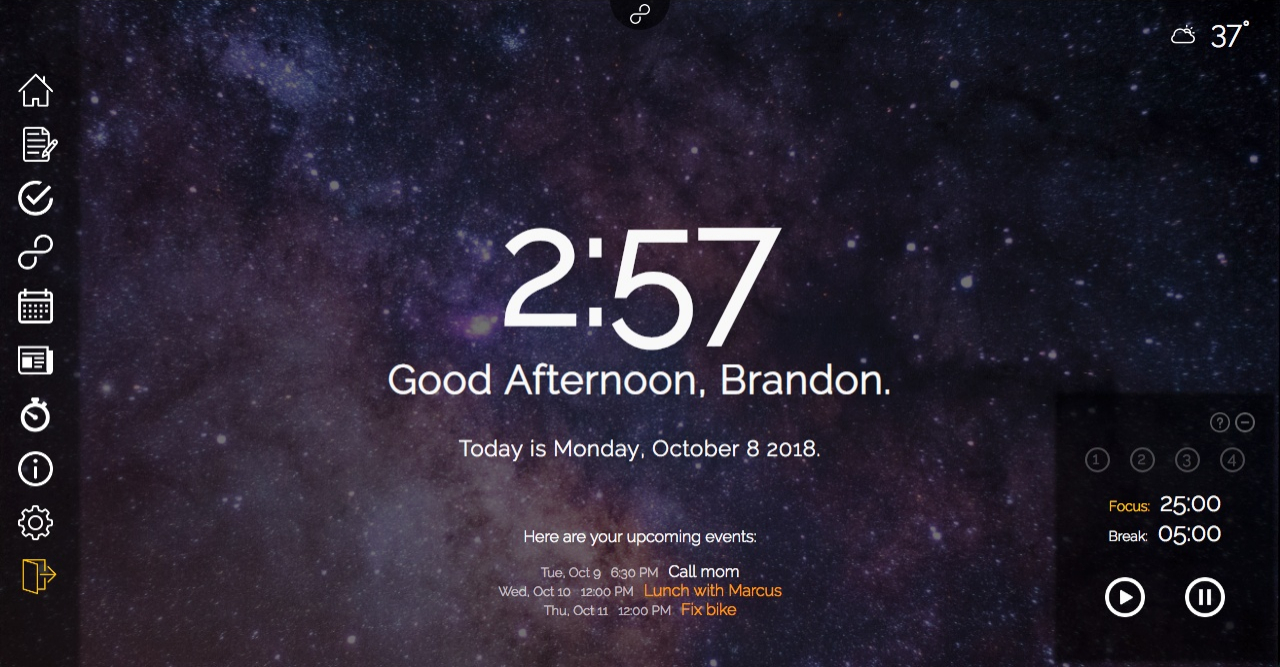 37°
2:57
Good Afternoon, Brandon.
Today is Monday, October 8 2018.
Here are your upcoming events:
Tue, Oct 9 6:30 PM Call mom
Wed, Oct 10 12:00 PM Lunch with Marcus
Thu, Oct 11 12:00 PM Fix bike
?
1 2 3 4
Focus: 25:00
Break: 05:00